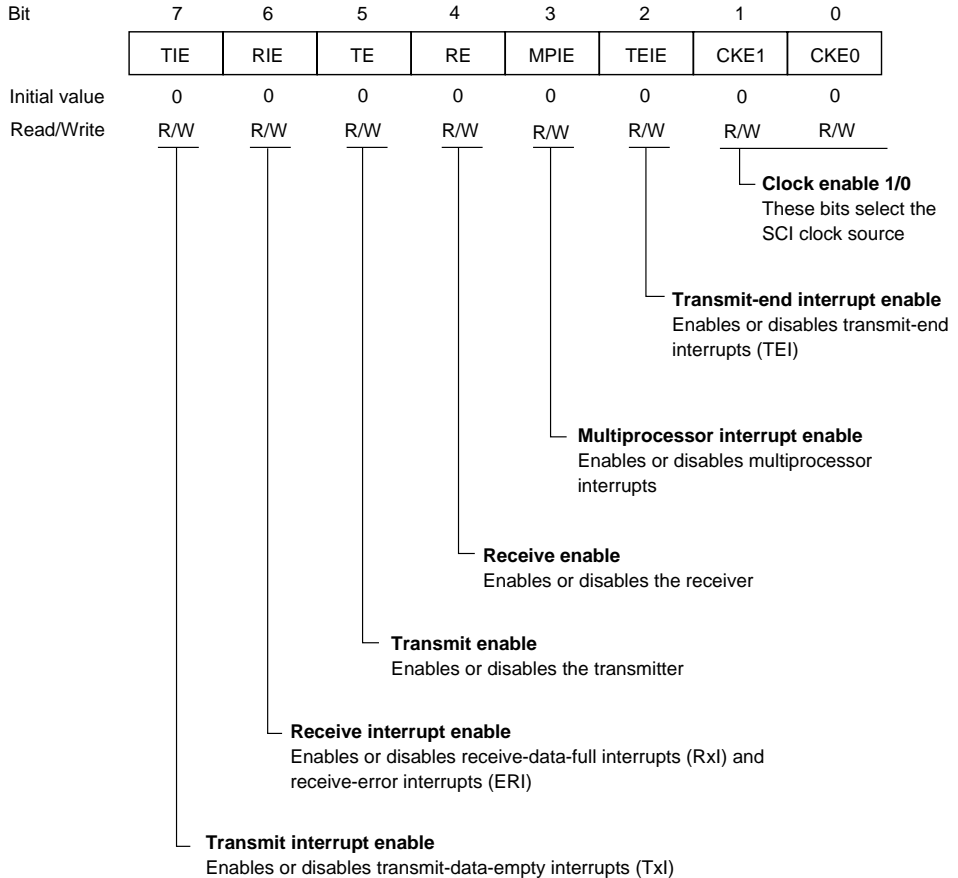 Bit 7 6 5 4 3 2 1 0
TIE RIE TE RE MPIE TEIE CKE1 CKE0
Initial value 0 0 0 0 0 0 0 0
Read/Write R/W R/W R/W R/W R/W R/W R/W R/W
Clock enable 1/0
These bits select the
SCI clock source
Transmit-end interrupt enable
Enables or disables transmit-end
interrupts (TEI)
Multiprocessor interrupt enable
Enables or disables multiprocessor
interrupts
Receive enable
Enables or disables the receiver
Transmit enable
Enables or disables the transmitter
Receive interrupt enable
Enables or disables receive-data-full interrupts (RxI) and
receive-error interrupts (ERI)
Transmit interrupt enable
Enables or disables transmit-data-empty interrupts (TxI)